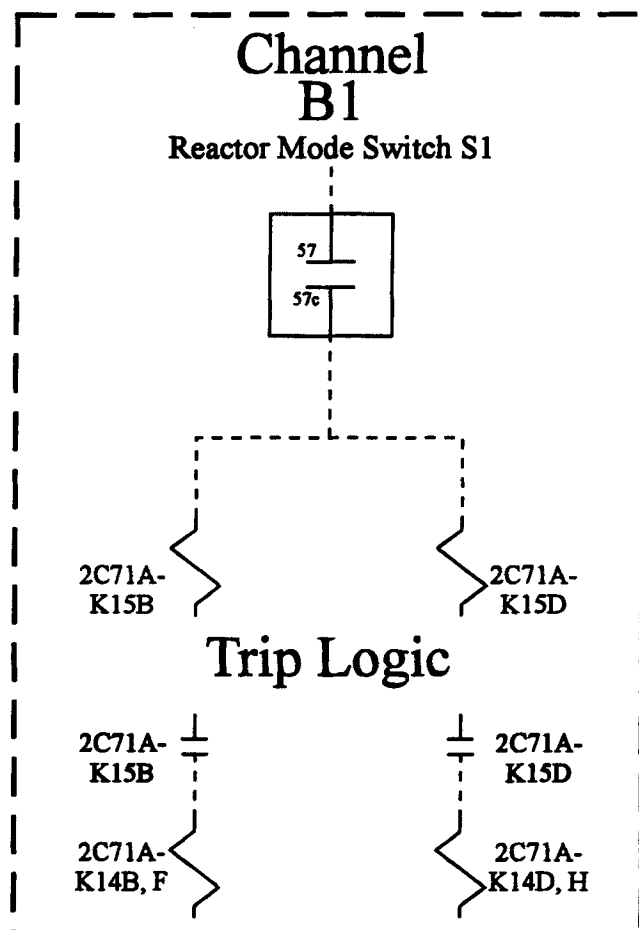 Channel
B1
Reactor Mode Switch S1
57
57c
2C71A-
K15B
2C71A-
K15D
Trip Logic
2C71A-
K15B
2C71A-
K15D
2C71A-
K14B, F
2C71A-
K14D, H